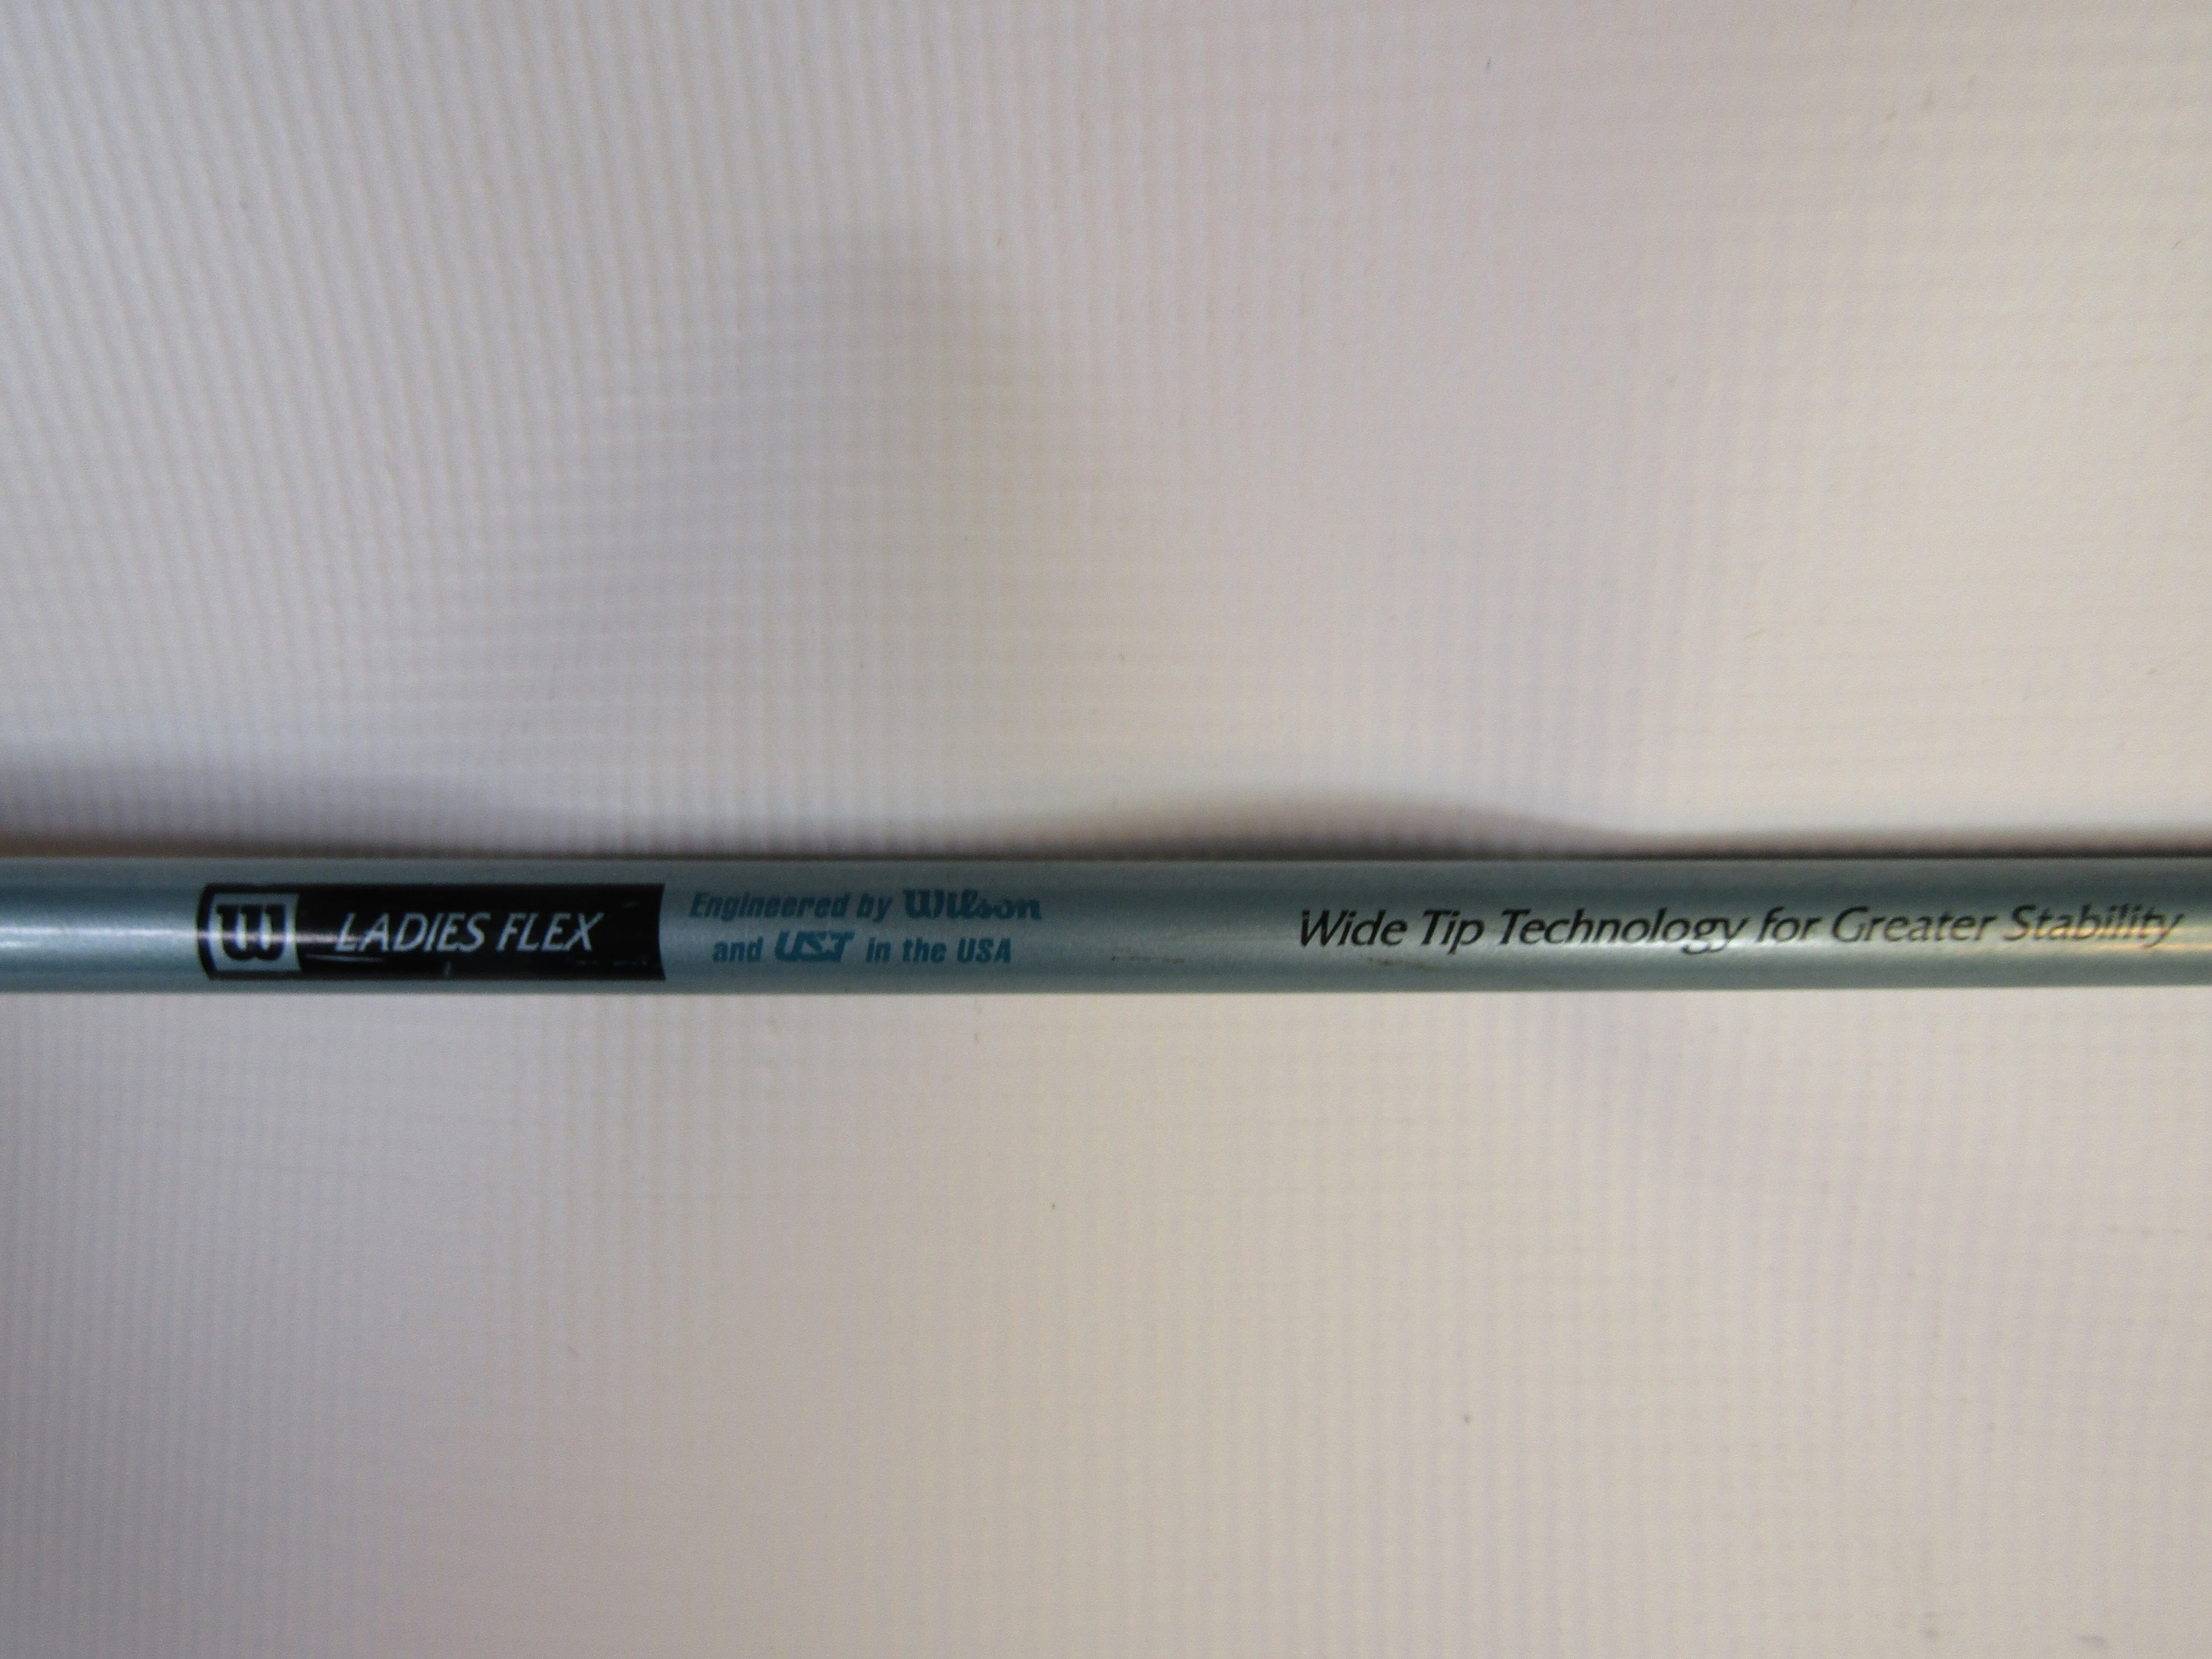 W LADIES FLEX
Engineered by Wilson
and UST in the USA
Wide Tip Technology for Greater Stability